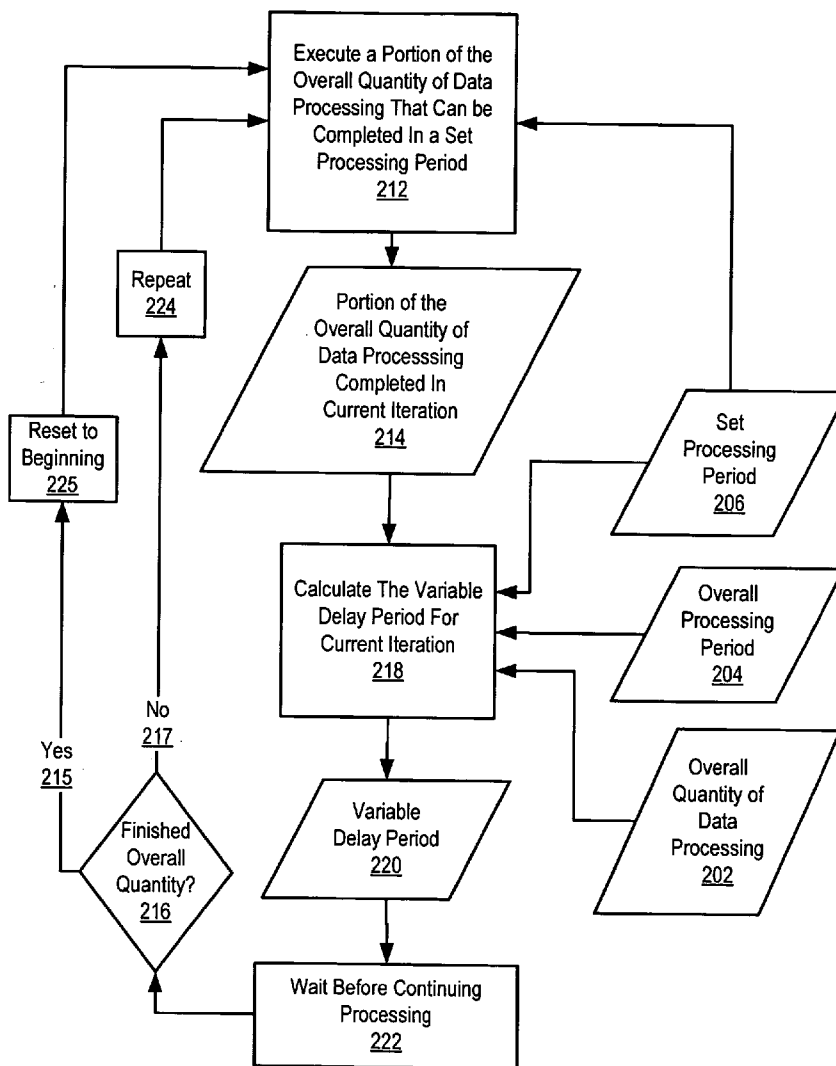 Execute a Portion of the
Overall Quantity of Data
Processing That Can be
Completed In a Set
Processing Period
212
Repeat
224
Portion of the
Overall Quantity of
Data Processsing
Completed In
Current Iteration
214
Reset to
Beginning
225
Set
Processing
Period
206
Calculate The Variable
Delay Period For
Current Iteration
218
Overall
Processing
Period
204
No
217
Yes
215
Variable
Delay Period
220
Overall
Quantity of
Data
Processing
202
Finished
Overall
Quantity?
216
Wait Before Continuing
Processing
222